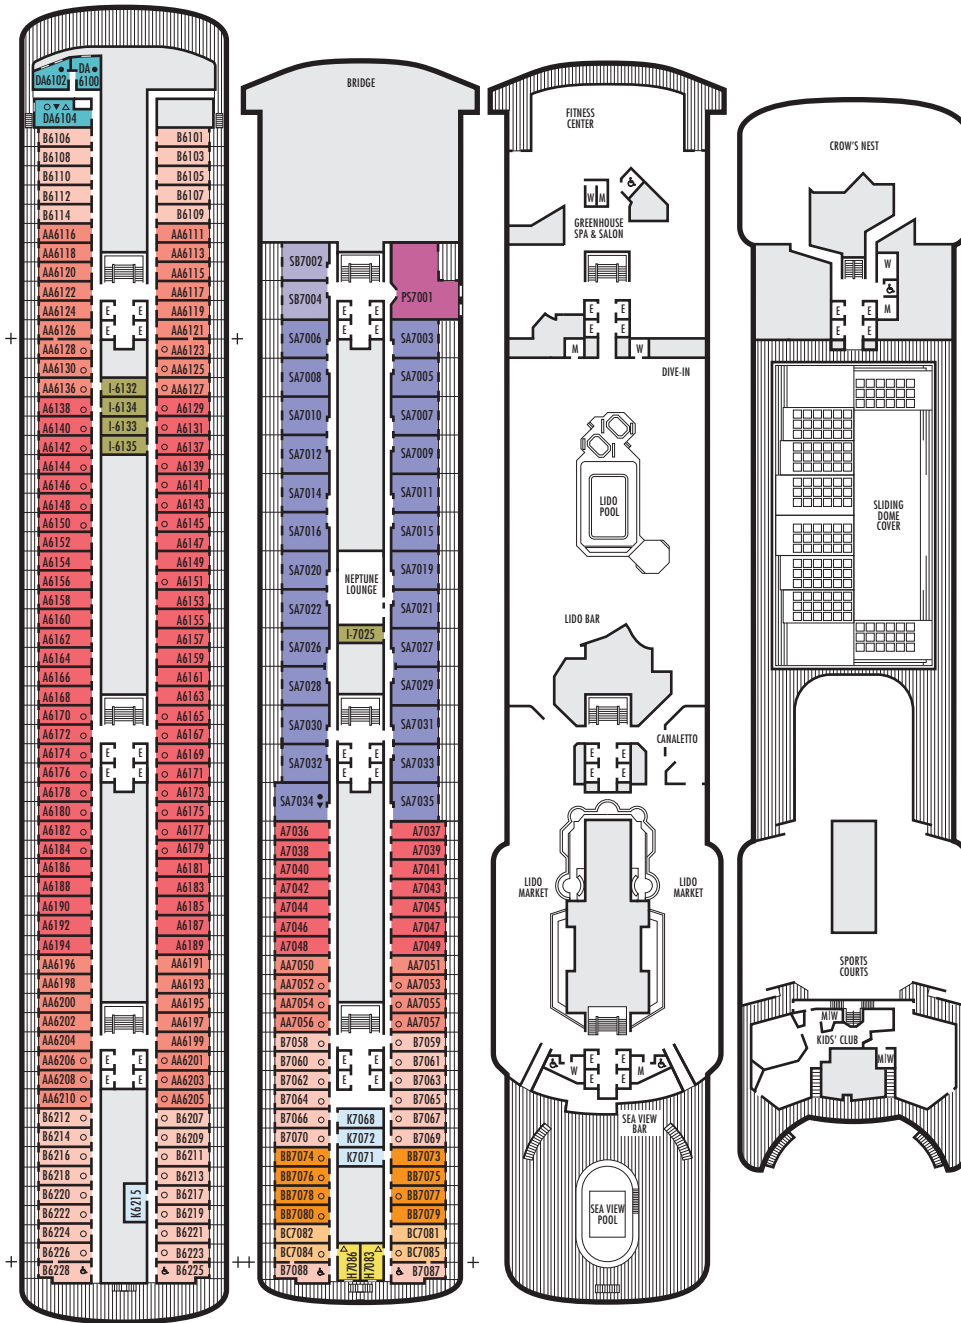 DA6102
DA
6100
DA6104
B6106
B6108
B6110
B6112
B6114
AA6116
AA6118
AA6120
AA6122
AA6124
AA6126
AA6128
AA6130
AA6136
A6138
A6140
A6142
A6144
A6146
A6148
A6150
A6152
A6154
A6156
A6158
A6160
A6162
A6164
A6166
A6168
A6170
A6172
A6174
A6176
A6178
A6180
A6182
A6184
A6186
A6188
A6190
A6192
A6194
AA6196
AA6198
AA6200
AA6202
AA6204
AA6206
AA6208
AA6210
B6212
B6214
B6216
B6218
B6220
B6222
B6224
B6226
B6228
E E
E E
I-6132
I-6134
I-6133
I-6135
E E
E E
E E
E E
K6215
B6101
B6103
B6105
B6107
B6109
AA6111
AA6113
AA6115
AA6117
AA6119
AA6121
AA6123
AA6125
AA6127
A6129
A6131
A6137
A6139
A6141
A6143
A6145
A6147
A6149
A6151
A6153
A6155
A6157
A6159
A6161
A6163
A6165
A6167
A6169
A6171
A6173
A6175
A6177
A6179
A6181
A6183
A6185
A6187
A6189
AA6191
AA6193
AA6195
AA6197
AA6199
AA6201
AA6203
AA6205
B6207
B6209
B6211
B6213
B6217
B6219
B6221
B6223
B6225
BRIDGE
SB7002
SB7004
SA7006
SA7008
SA7010
SA7012
SA7014
SA7016
SA7020
SA7022
SA7026
SA7028
SA7030
SA7032
SA7034
A7036
A7038
A7040
A7042
A7044
A7046
A7048
AA7050
AA7052
AA7054
AA7056
B7058
B7060
B7062
B7064
B7066
B7070
BB7074
BB7076
BB7078
BB7080
BC7082
BC7084
B7088
E E
E E
NEPTUNE
LOUNGE
I-7025
E E
E E
E E
E E
K7068
K7072
K7071
H7086
H7083
PS7001
SA7003
SA7005
SA7007
SA7009
SA7011
SA7015
SA7019
SA7021
SA7027
SA7029
SA7031
SA7033
SA7035
A7037
A7039
A7041
A7043
A7045
A7047
A7049
AA7051
AA7053
AA7055
AA7057
B7059
B7061
B7063
B7065
B7067
B7069
BB7073
BB7075
BB7077
BB7079
BC7081
BC7085
B7087
FITNESS
CENTER
W M
GREENHOUSE
SPA & SALON
E E
E E
M W
DIVE-IN
LIDO
POOL
LIDO BAR
CANALETTO
E E
E E
LIDO
MARKET
LIDO
MARKET
W E E M
E E
SEA VIEW
BAR
SEA VIEW
POOL
CROW'S NEST
W
M
E E
E E
SLIDING
DOME
COVER
SPORTS
COURTS
M W
KIDS' CLUB
M W